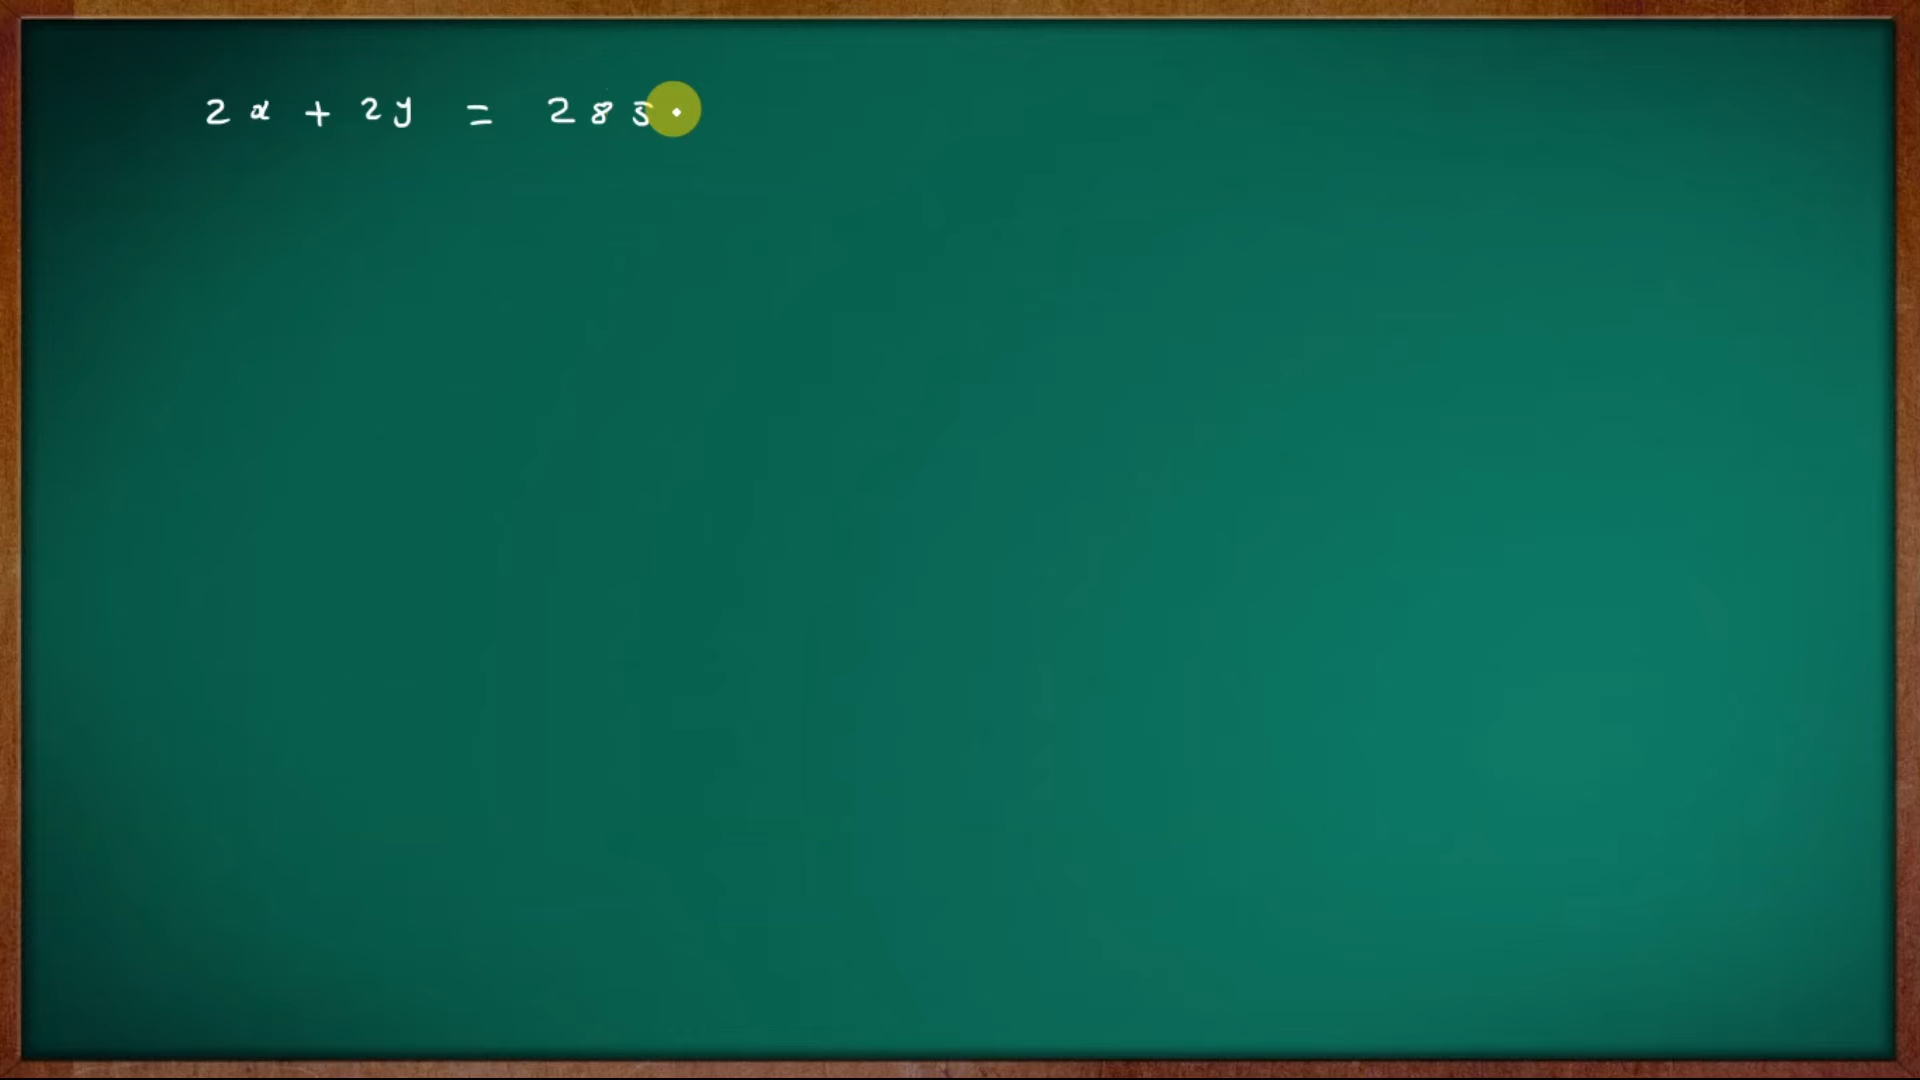 2x + 2y = 285